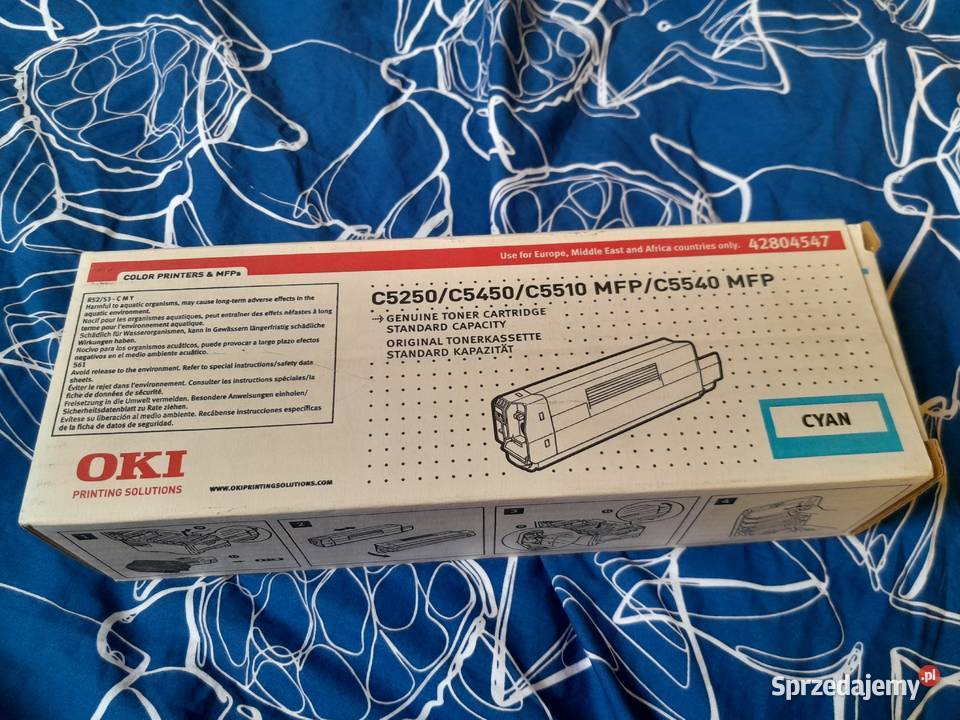 Use for Europe, Middle East and Africa countries only. 42804547
COLOR PRINTERS & MFPs
C5250/C5450/C5510 MFP/C5540 MFP
GENUINE TONER CARTRIDGE
STANDARD CAPACITY
ORIGINAL TONERKASSETTE
STANDARD KAPAZITÄT
R52/53 - C M Y
Harmful to aquatic organisms, may cause long-term adverse effects in the
aquatic environment.
Nocif pour les organismes aquatiques, peut entraîner des effets néfastes à long
terme pour l'environnement aquatique.
Schädlich für Wasserorganismen, kann in Gewässern längerfristig schädliche
Wirkungen haben.
Nocivo para los organismos acuáticos, puede provocar a largo plazo efectos
negativos en el medio ambiente acuático.
S61
Avoid release to the environment. Refer to special instructions/safety data
sheets.
Éviter le rejet dans l'environnement. Consulter les instructions spéciales/la
fiche de données de sécurité.
Freisetzung in die Umwelt vermeiden. Besondere Anweisungen einholen/
Sicherheitsdatenblatt zu Rate ziehen.
Evítese su liberación al medio ambiente. Recábense instrucciones específicas
de la ficha de datos de seguridad.
CYAN
OKI
PRINTING SOLUTIONS
WWW.OKIPRINTINGSOLUTIONS.COM
1
2
3
4
OKI
Sprzedajemy.pl